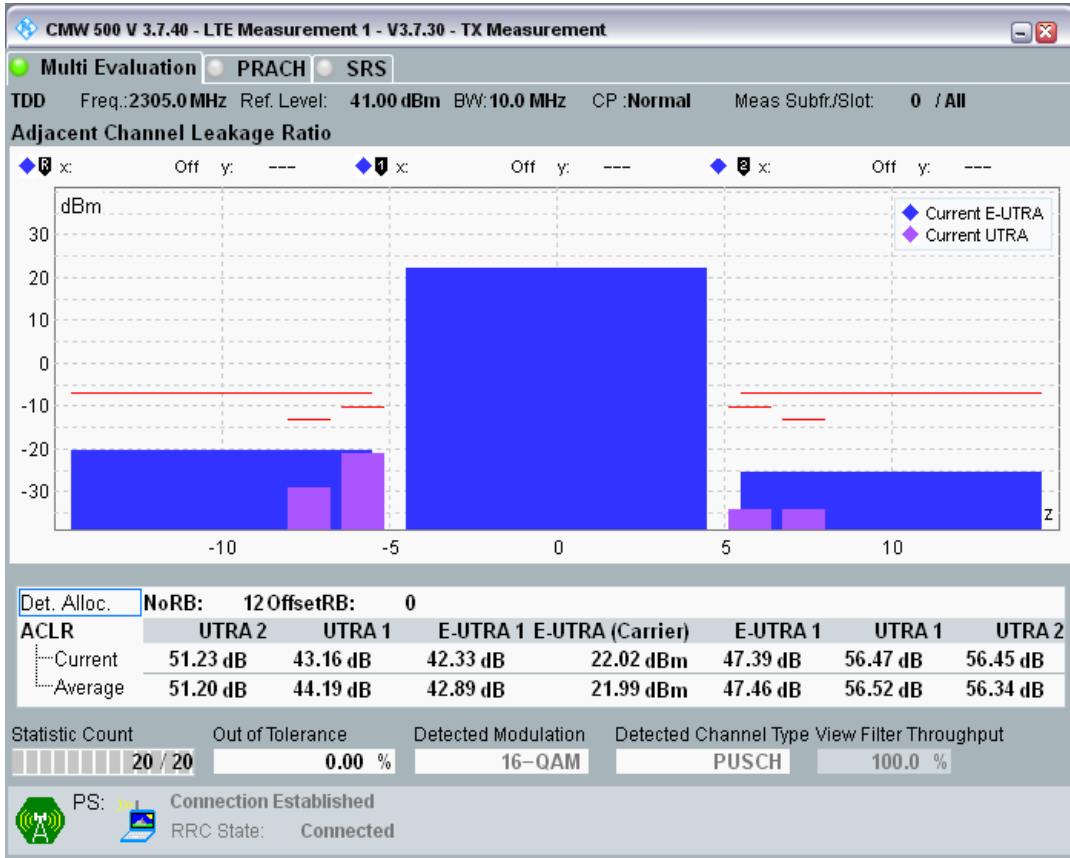 CMW 500 V 3.7.40 - LTE Measurement 1 - V3.7.30 - TX Measurement
Multi Evaluation PRACH SRS
TDD Freq.:2305.0 MHz Ref. Level: 41.00 dBm BW: 10.0 MHz CP :Normal Meas Subfr./Slot: 0 / All
Adjacent Channel Leakage Ratio
R x: Off y: --- 1 x: Off y: --- 2 x: Off y: ---
dBm
Current E-UTRA
Current UTRA
30
20
10
0
-10
-20
-30
z
-10 -5 0 5 10
Det. Alloc. NoRB: 12 OffsetRB: 0
ACLR UTRA 2 UTRA 1 E-UTRA 1 E-UTRA (Carrier) E-UTRA 1 UTRA 1 UTRA 2
Current 51.23 dB 43.16 dB 42.33 dB 22.02 dBm 47.39 dB 56.47 dB 56.45 dB
Average 51.20 dB 44.19 dB 42.89 dB 21.99 dBm 47.46 dB 56.52 dB 56.34 dB
Statistic Count Out of Tolerance Detected Modulation Detected Channel Type View Filter Throughput
20 / 20 0.00 % 16-QAM PUSCH 100.0 %
PS: Connection Established
RRC State: Connected